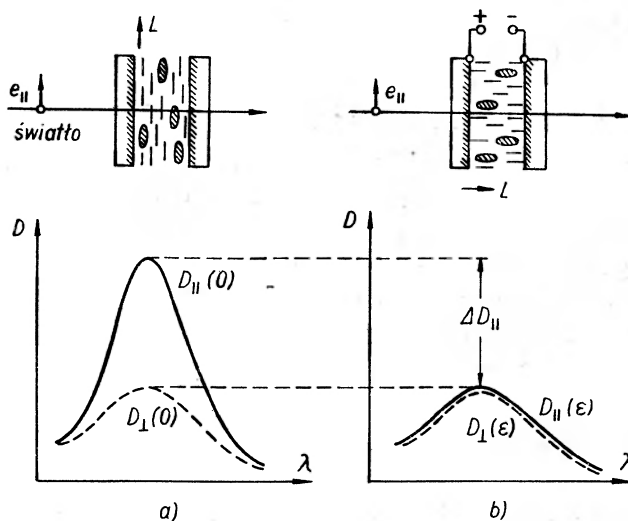 L
e||
światło
+ -
e||
L
D
D||(0)
D⊥(0)
λ
a)
D
ΔD||
D||(ε)
D⊥(ε)
λ
b)